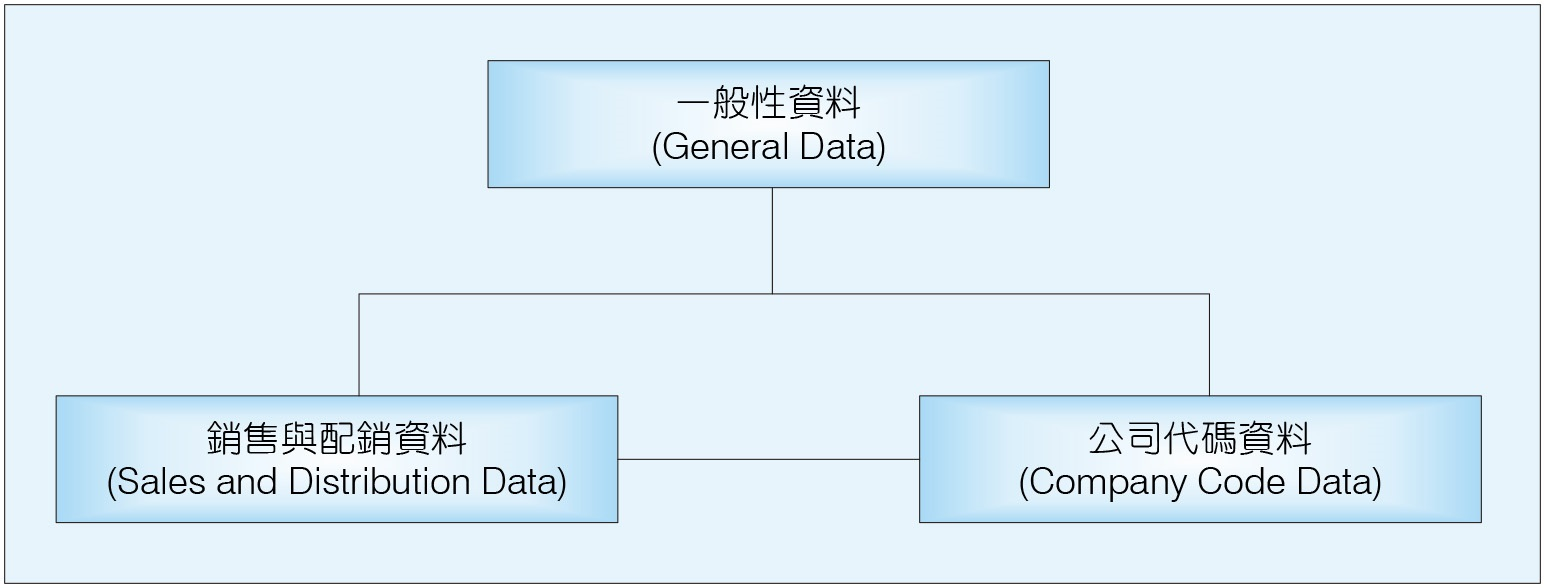 一般性資料
(General Data)
銷售與配銷資料
(Sales and Distribution Data)
公司代碼資料
(Company Code Data)